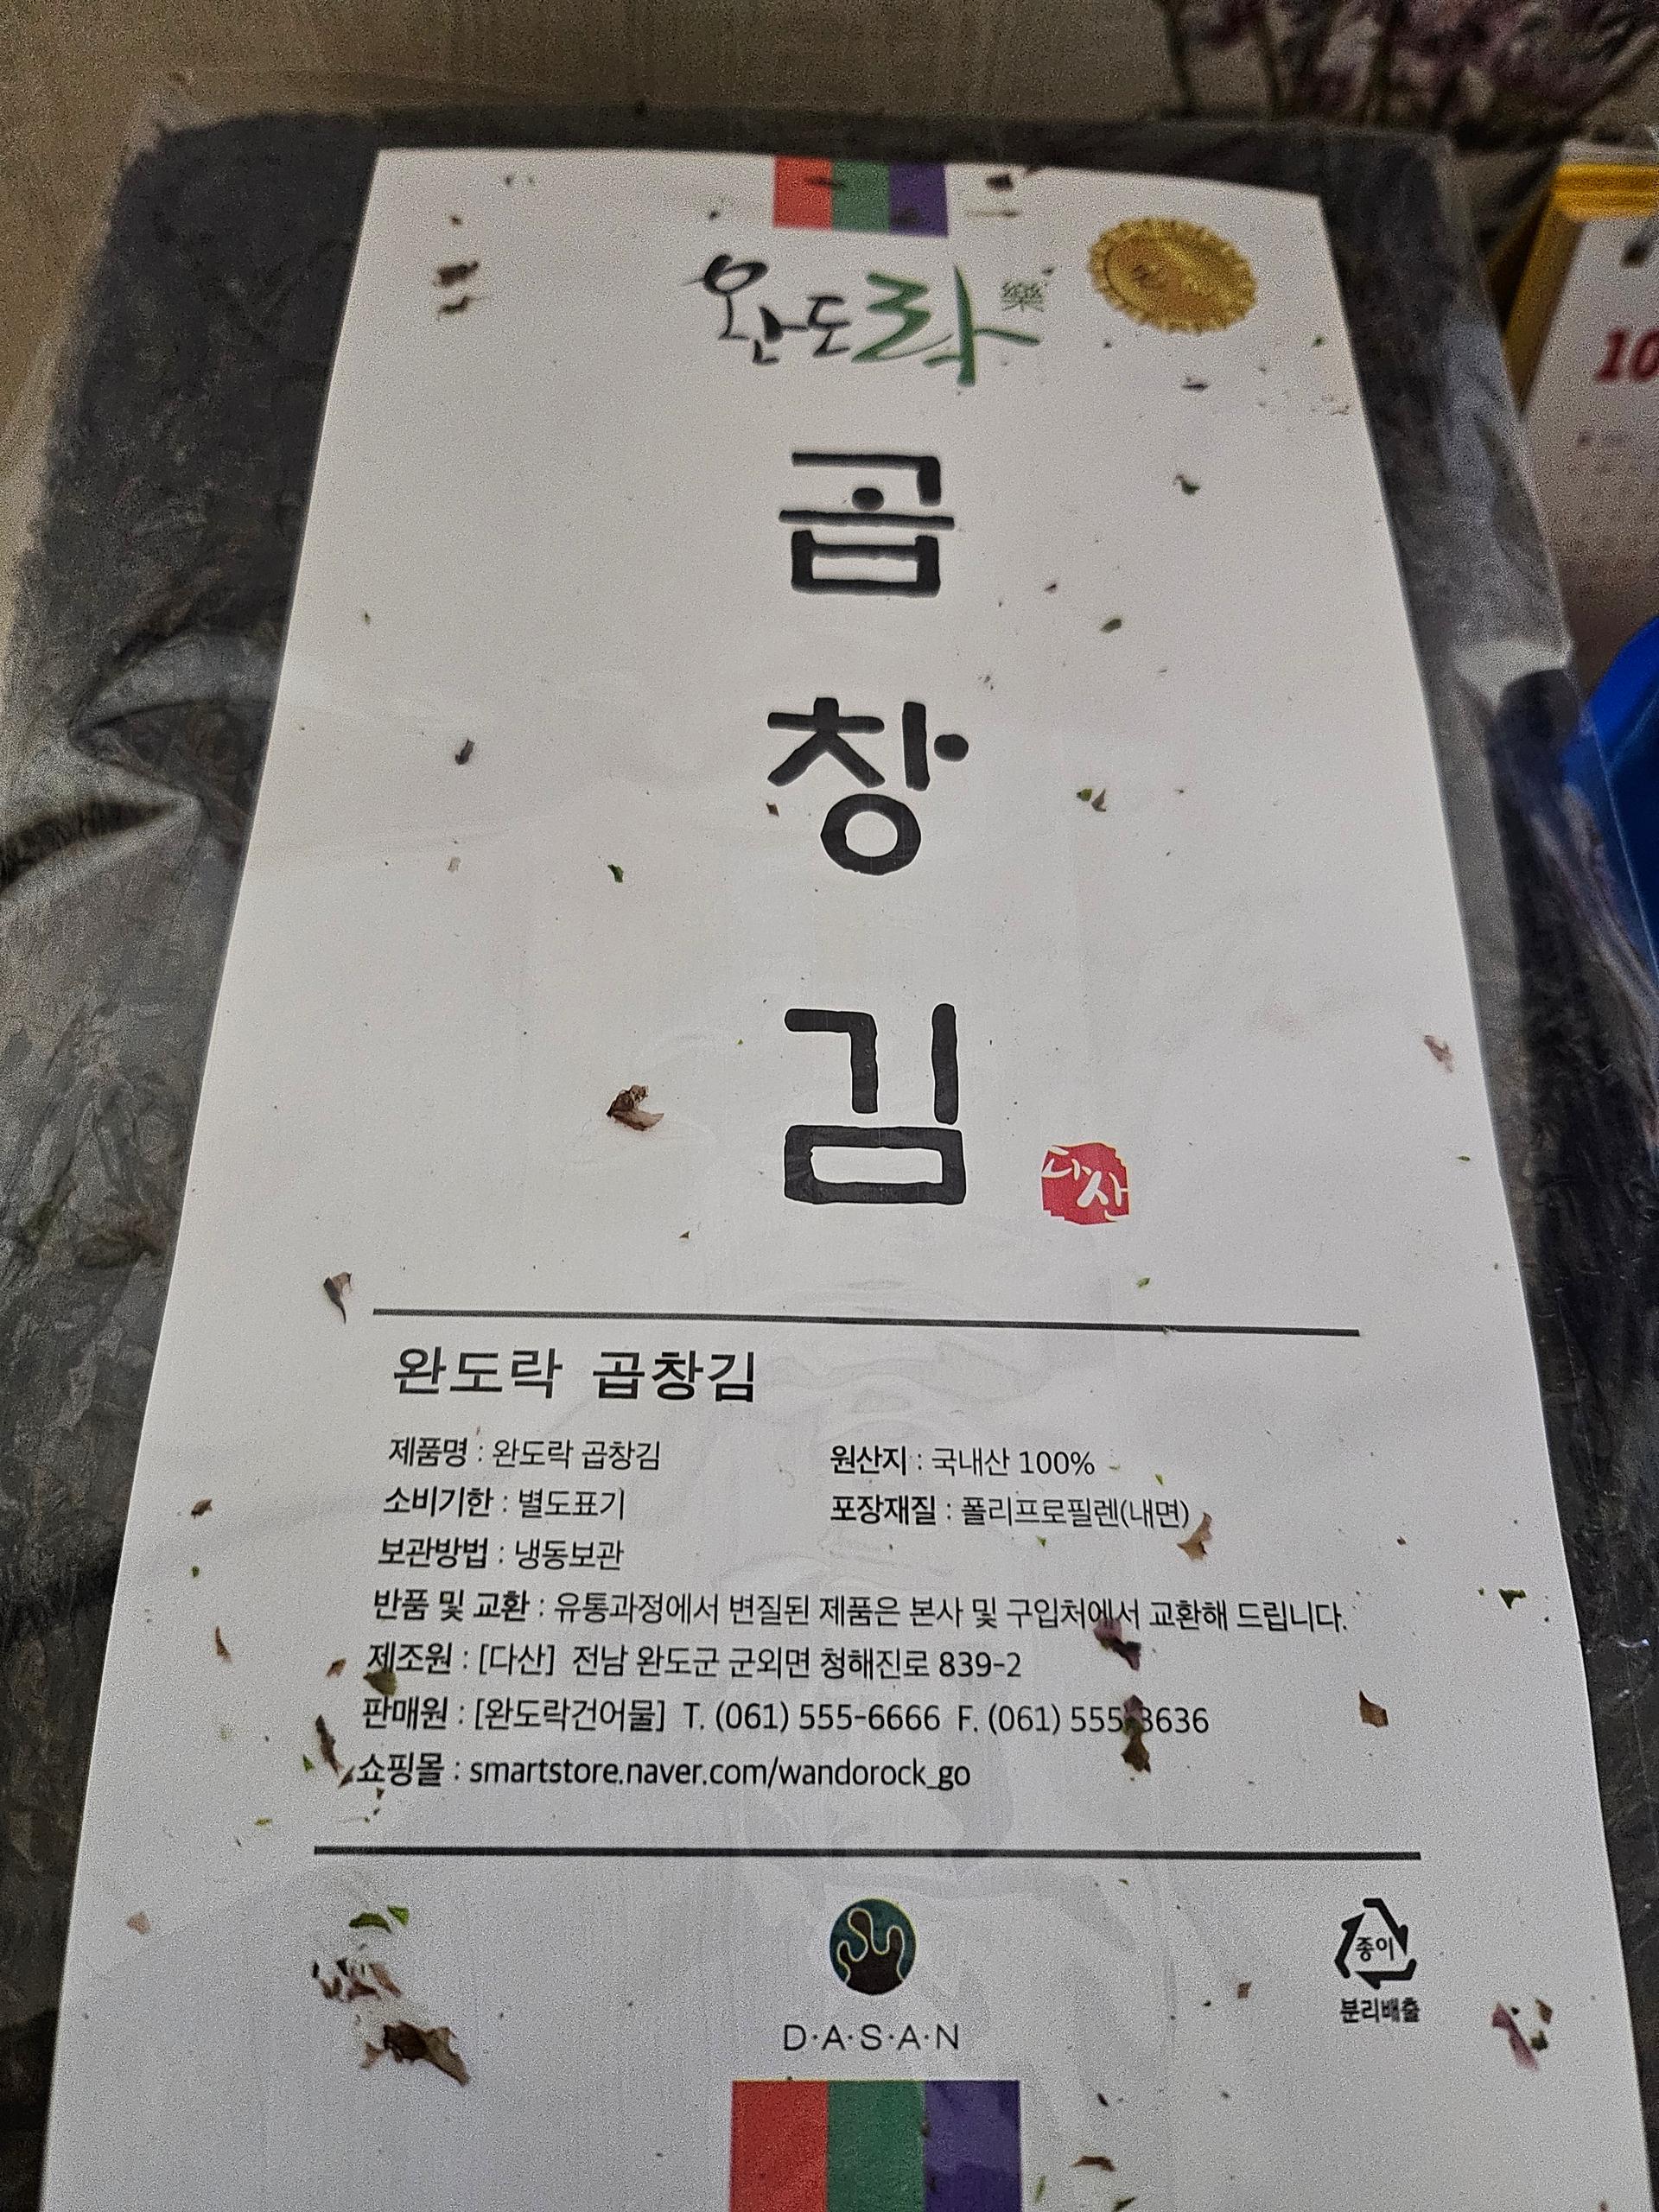 완도락 樂
곱
창
김
다산
완도락 곱창김
제품명 : 완도락 곱창김 원산지 : 국내산 100%
소비기한 : 별도표기 포장재질 : 폴리프로필렌(내면)
보관방법 : 냉동보관
반품 및 교환 : 유통과정에서 변질된 제품은 본사 및 구입처에서 교환해 드립니다.
제조원 : [다산] 전남 완도군 군외면 청해진로 839-2
판매원 : [완도락건어물] T. (061) 555-6666 F. (061) 555-3636
쇼핑몰 : smartstore.naver.com/wandorock_go
종이
분리배출
D·A·S·A·N
10